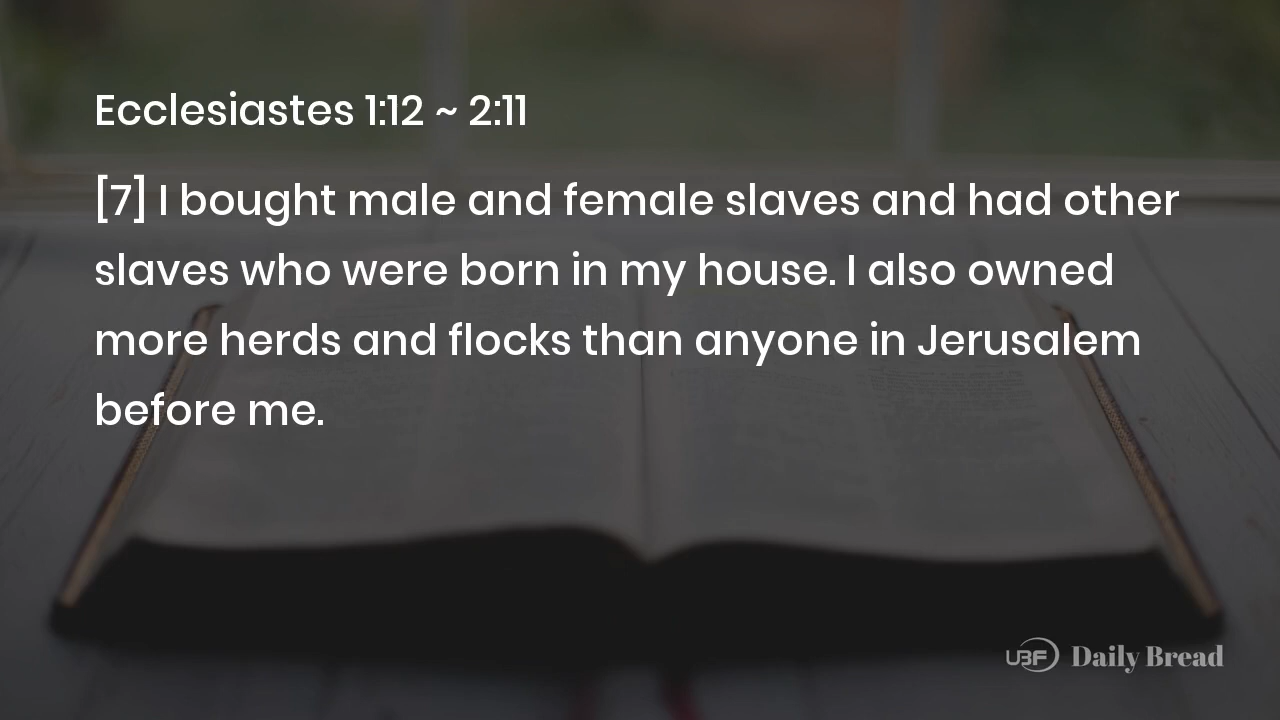 Ecclesiastes 1:12 ~ 2:11
[7] I bought male and female slaves and had other
slaves who were born in my house. I also owned
more herds and flocks than anyone in Jerusalem
before me.
UBF Daily Bread